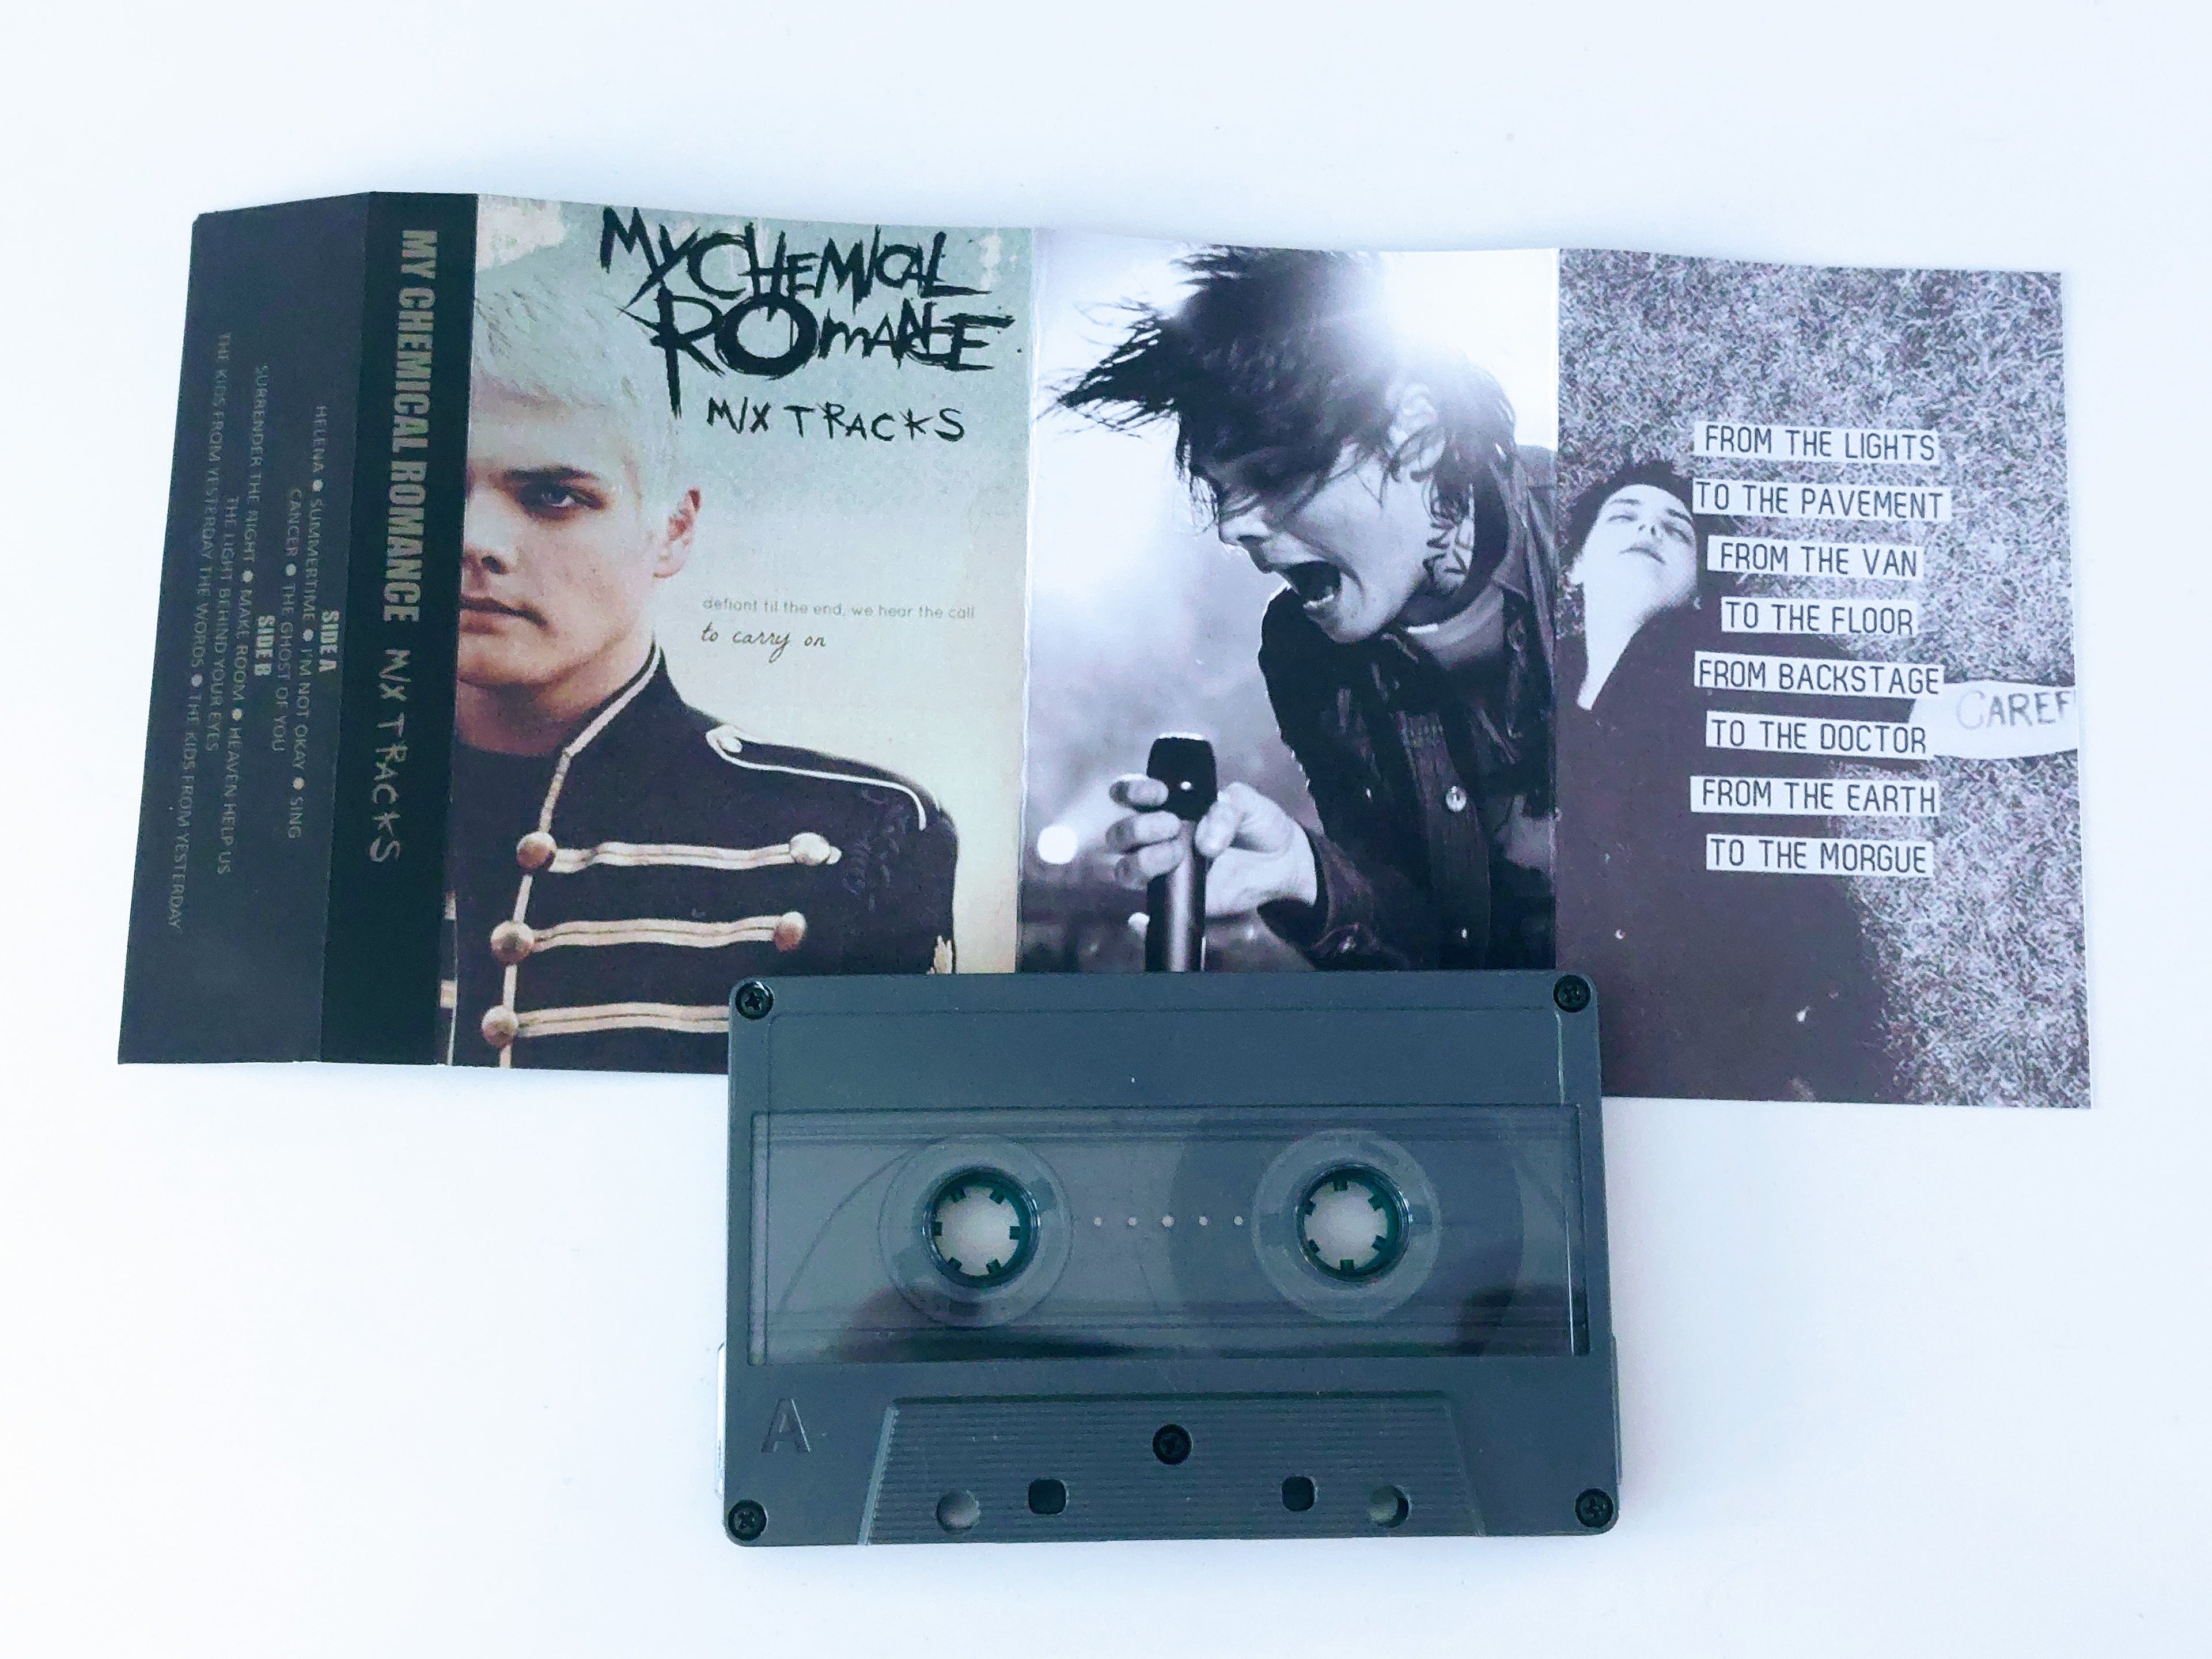 SIDE A
HELENA ● SUMMERTIME ● I'M NOT OKAY ● SING
CANCER ● THE GHOST OF YOU
SIDE B
SURRENDER THE NIGHT ● MAKE ROOM ● HEAVEN HELP US
THE LIGHT BEHIND YOUR EYES
THE KIDS FROM YESTERDAY THE WORDS ● THE KIDS FROM YESTERDAY
MY CHEMICAL ROMANCE MIX TRACKS
MY CHEMICAL
ROMANCE
MIX TRACKS
defiant til the end, we hear the call
to carry on
FROM THE LIGHTS
TO THE PAVEMENT
FROM THE VAN
TO THE FLOOR
FROM BACKSTAGE
TO THE DOCTOR
FROM THE EARTH
TO THE MORGUE
CAREF
A